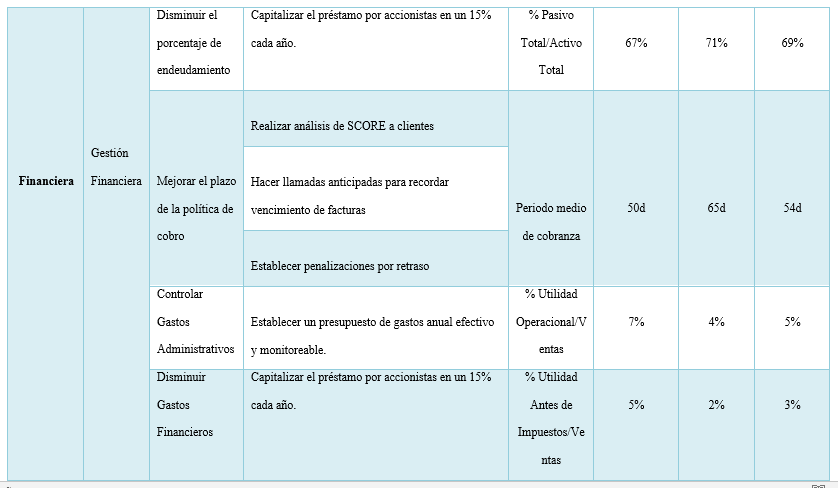 Financiera
Gestión
Financiera
Disminuir el
porcentaje de
endeudamiento
Capitalizar el préstamo por accionistas en un 15%
cada año.
% Pasivo
Total/Activo
Total
67%
71%
69%
Mejorar el plazo
de la política de
cobro
Realizar análisis de SCORE a clientes
Hacer llamadas anticipadas para recordar
vencimiento de facturas
Establecer penalizaciones por retraso
Periodo medio
de cobranza
50d
65d
54d
Controlar
Gastos
Administrativos
Establecer un presupuesto de gastos anual efectivo
y monitoreable.
% Utilidad
Operacional/V
entas
7%
4%
5%
Disminuir
Gastos
Financieros
Capitalizar el préstamo por accionistas en un 15%
cada año.
% Utilidad
Antes de
Impuestos/Ve
ntas
5%
2%
3%